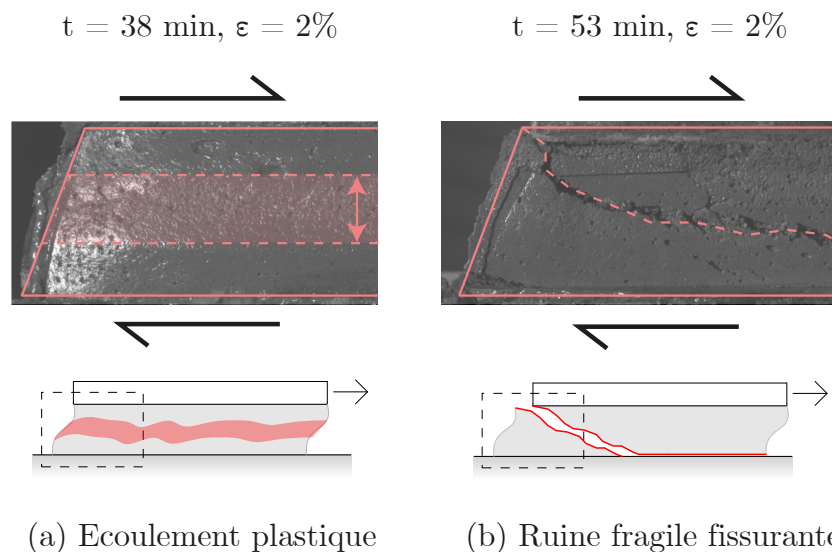 t = 38 min, ε = 2%
t = 53 min, ε = 2%
(a) Ecoulement plastique
(b) Ruine fragile fissurante